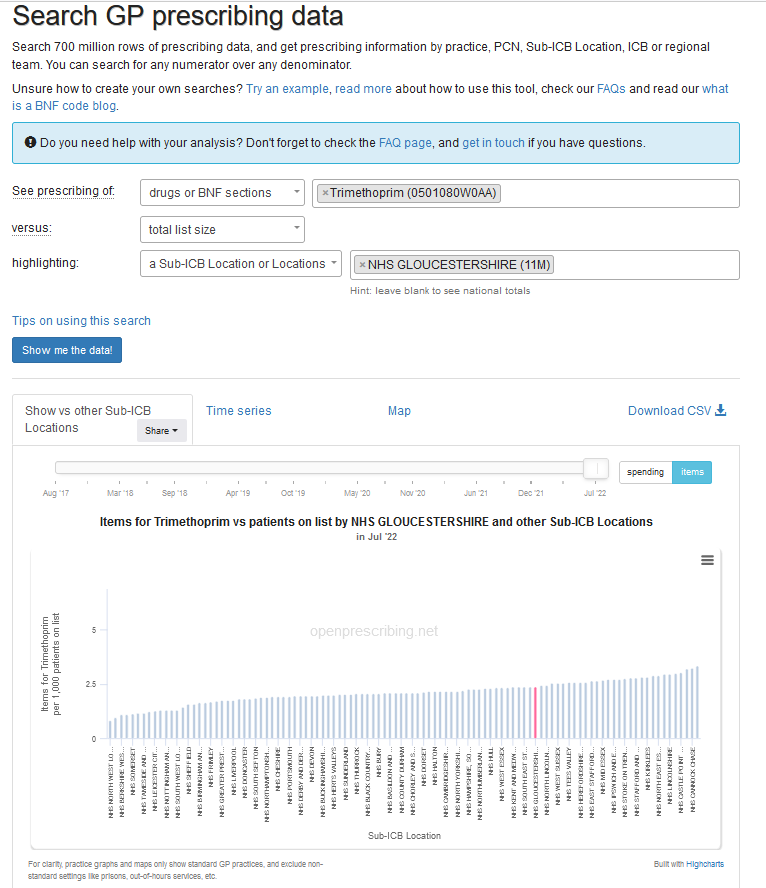 Search GP prescribing data
Search 700 million rows of prescribing data, and get prescribing information by practice, PCN, Sub-ICB Location, ICB or regional
team. You can search for any numerator over any denominator.
Unsure how to create your own searches? Try an example, read more about how to use this tool, check our FAQs and read our what
is a BNF code blog.
Do you need help with your analysis? Don't forget to check the FAQ page, and get in touch if you have questions.
See prescribing of: drugs or BNF sections ×Trimethoprim (0501080W0AA)
versus: total list size
highlighting: a Sub-ICB Location or Locations ×NHS GLOUCESTERSHIRE (11M)
Hint: leave blank to see national totals
Tips on using this search
Show me the data!
Show vs other Sub-ICB
Locations
Share
Time series
Map
Download CSV
spending items
Aug '17 Mar '18 Sep '18 Apr '19 Oct '19 May '20 Nov '20 Jun '21 Dec '21 Jul '22
Items for Trimethoprim vs patients on list by NHS GLOUCESTERSHIRE and other Sub-ICB Locations
in Jul '22
openprescribing.net
Items for Trimethoprim
per 1,000 patients on list
5
2.5
0
NHS NORTH WEST LO...
NHS BERKSHIRE WES...
NHS SOMERSET
NHS TAMESIDE AND ...
NHS LEICESTER CIT...
NHS NOTTINGHAM AN...
NHS SOUTH WEST LO...
NHS SHEFFIELD
NHS BIRMINGHAM AN...
NHS FRIMLEY
NHS GREATER PREST...
NHS LIVERPOOL
NHS DONCASTER
NHS SOUTH SEFTON
NHS NORTHAMPTONSH...
NHS CHESHIRE
NHS PORTSMOUTH
NHS DERBY AND DER...
NHS DEVON
NHS BUCKINGHAMSHI...
NHS HERTS VALLEYS
NHS SUNDERLAND
NHS THURROCK
NHS BLACK COUNTRY...
NHS BURY
NHS BASILDON AND ...
NHS COUNTY DURHAM
NHS CHORLEY AND S...
NHS DORSET
NHS HALTON
NHS CAMBRIDGESHIR...
NHS NORTH YORKSHI...
NHS HAMPSHIRE, SO...
NHS NORTHUMBERLAN...
NHS HULL
NHS WEST ESSEX
NHS KENT AND MEDW...
NHS SOUTH EAST ST...
NHS GLOUCESTERSHI...
NHS NORTH LINCOLN...
NHS WEST SUSSEX
NHS TEES VALLEY
NHS HEREFORDSHIRE...
NHS EAST STAFFORD...
NHS MID ESSEX
NHS IPSWICH AND E...
NHS STOKE ON TREN...
NHS STAFFORD AND ...
NHS KIRKLEES
NHS NORTH EAST ES...
NHS LINCOLNSHIRE
NHS CASTLE POINT ...
NHS CANNOCK CHASE
Sub-ICB Location
For clarity, practice graphs and maps only show standard GP practices, and exclude non-
standard settings like prisons, out-of-hours services, etc.
Built with Highcharts